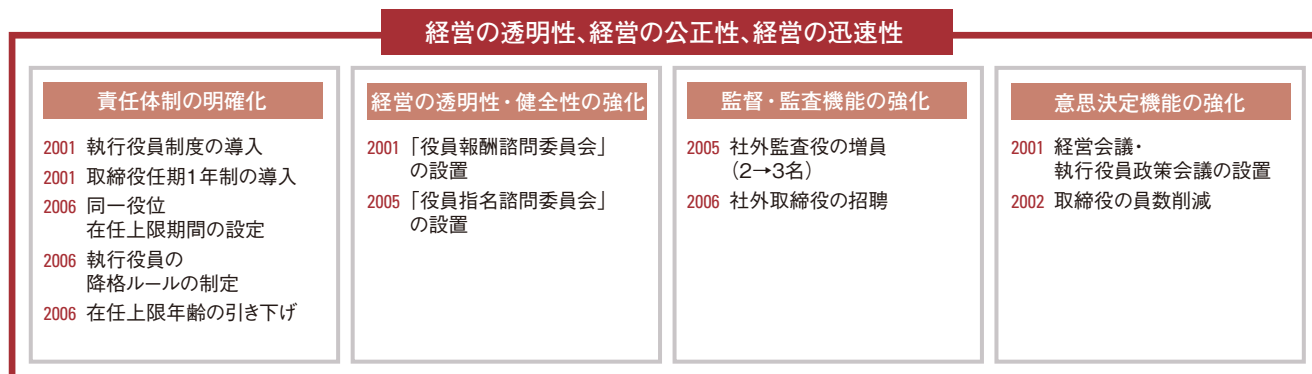 経営の透明性、経営の公正性、経営の迅速性
責任体制の明確化
2001 執行役員制度の導入
2001 取締役任期1年制の導入
2006 同一役位
在任上限期間の設定
2006 執行役員の
降格ルールの制定
2006 在任上限年齢の引き下げ
経営の透明性・健全性の強化
2001 「役員報酬諮問委員会」
の設置
2005 「役員指名諮問委員会」
の設置
監督・監査機能の強化
2005 社外監査役の増員
(2→3名)
2006 社外取締役の招聘
意思決定機能の強化
2001 経営会議・
執行役員政策会議の設置
2002 取締役の員数削減